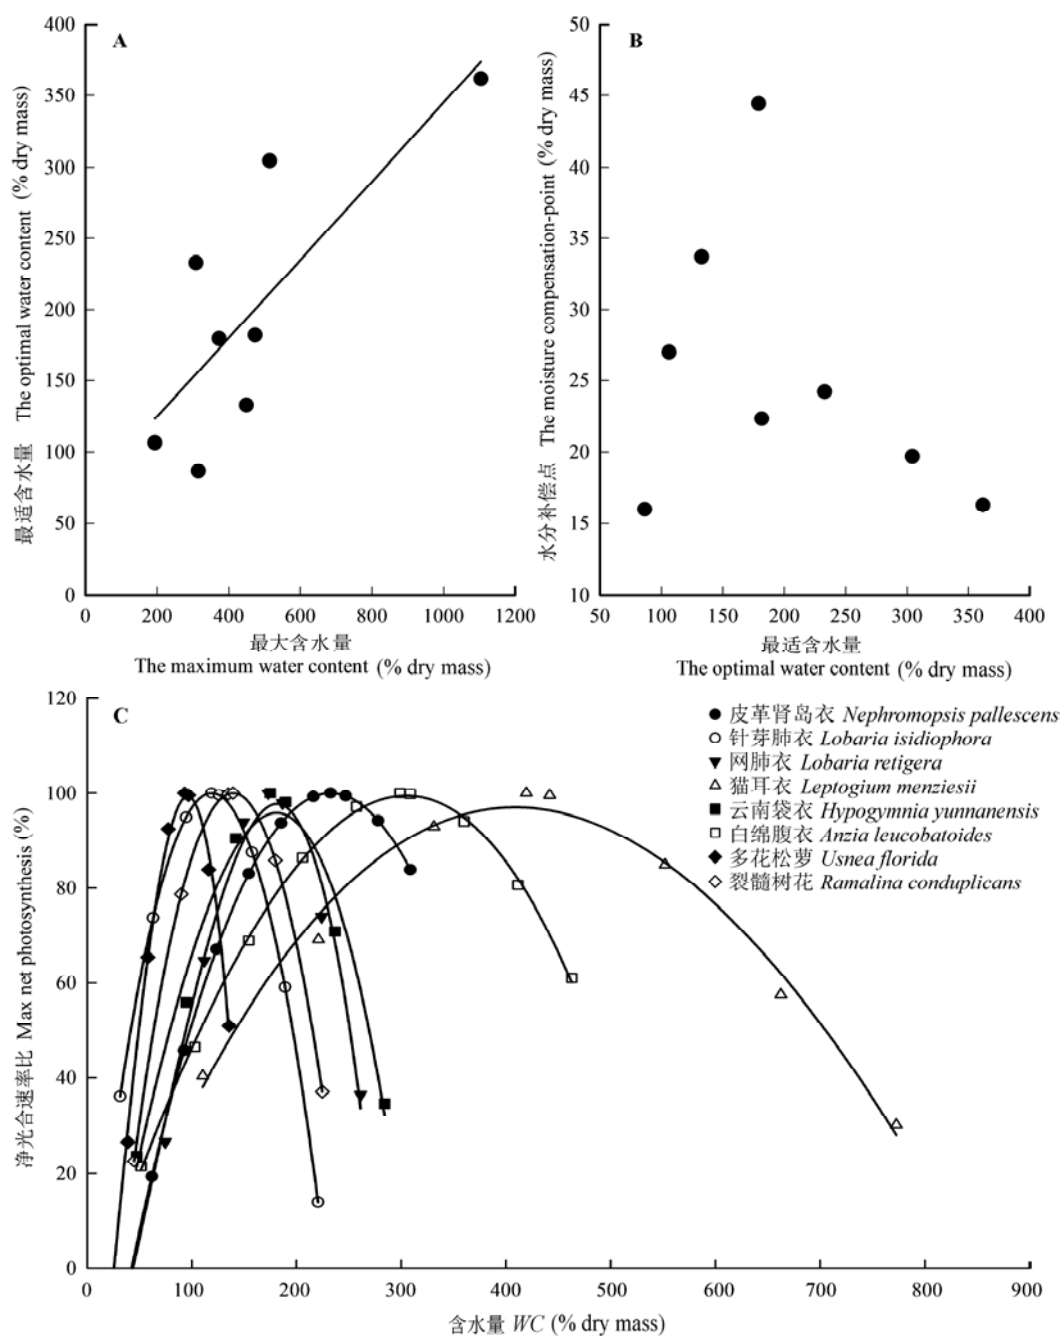 A
400
350
300
250
200
150
100
50
0
0
200
400
600
800
1000
1200
最适含水量 The optimal water content (% dry mass)
最大含水量
The maximum water content (% dry mass)
B
50
45
40
35
30
25
20
15
10
50
100
150
200
250
300
350
400
水分补偿点 The moisture compensation-point (% dry mass)
最适含水量
The optimal water content (% dry mass)
C
120
100
80
60
40
20
0
0
100
200
300
400
500
600
700
800
900
净光合速率比 Max net photosynthesis (%)
含水量 WC (% dry mass)
皮革肾岛衣 Nephromopsis pallescens
针芽肺衣 Lobaria isidiophora
网肺衣 Lobaria retigera
猫耳衣 Leptogium menziesii
云南袋衣 Hypogymnia yunnanensis
白绵腹衣 Anzia leucobatoides
多花松萝 Usnea florida
裂髓树花 Ramalina conduplicans